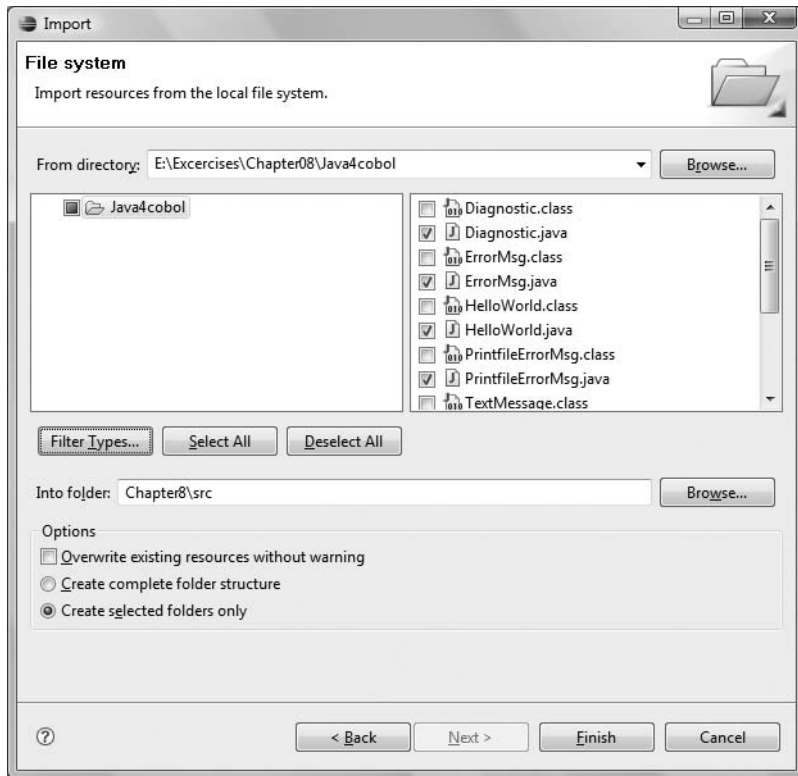 Import
File system
Import resources from the local file system.
From directory: E:\Excercises\Chapter08\Java4cobol
Browse...
Java4cobol
Diagnostic.class
Diagnostic.java
ErrorMsg.class
ErrorMsg.java
HelloWorld.class
HelloWorld.java
PrintfileErrorMsg.class
PrintfileErrorMsg.java
TextMessage.class
Filter Types...
Select All
Deselect All
Into folder: Chapter8\src
Browse...
Options
Overwrite existing resources without warning
Create complete folder structure
Create selected folders only
< Back
Next >
Finish
Cancel